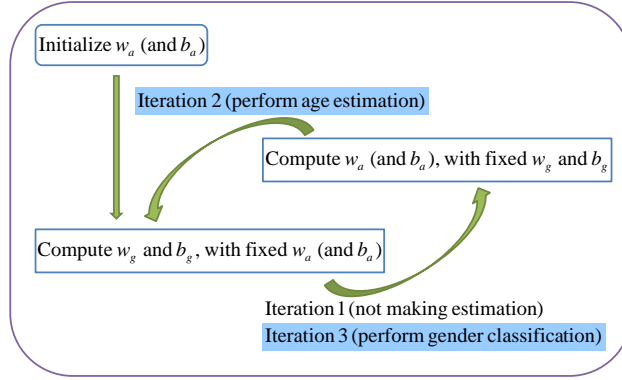 Initialize w_a (and b_a)
Iteration 2 (perform age estimation)
Compute w_a (and b_a), with fixed w_g and b_g
Compute w_g and b_g, with fixed w_a (and b_a)
Iteration 1 (not making estimation)
Iteration 3 (perform gender classification)